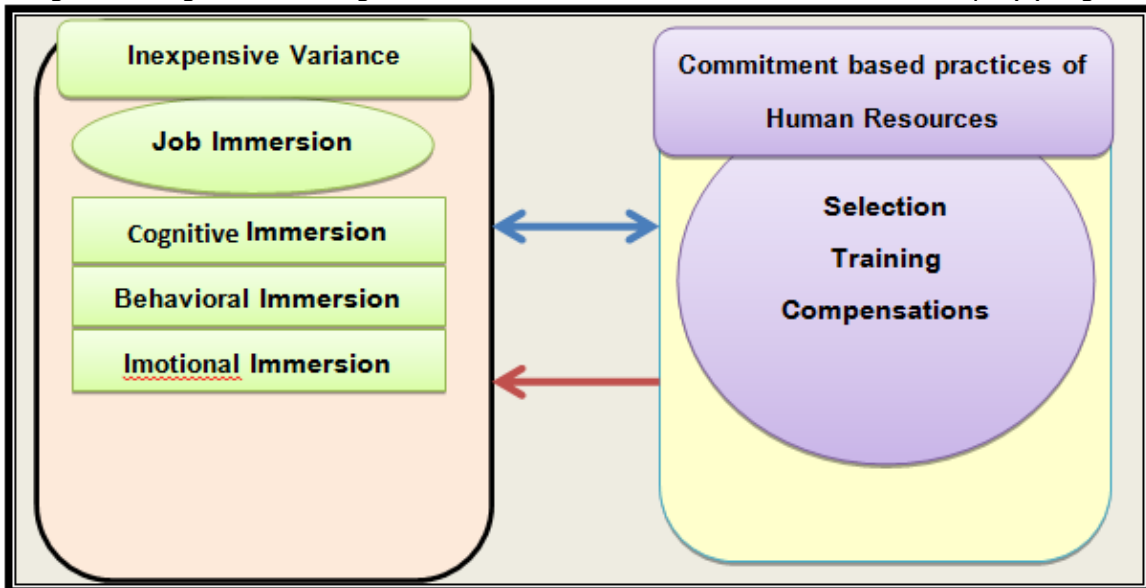 Inexpensive Variance
Job Immersion
Cognitive Immersion
Behavioral Immersion
Imotional Immersion
Commitment based practices of
Human Resources
Selection
Training
Compensations